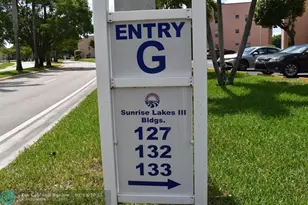 ENTRY
G
Sunrise Lakes III
Bldgs.
127
132
133